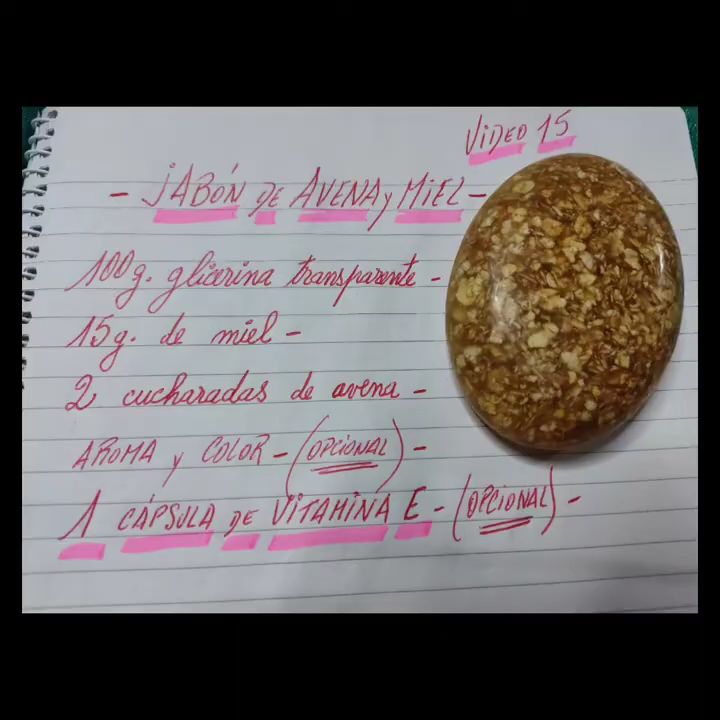 VIDEO 15
- JABÓN DE AVENA y MIEL -
100g. glicerina transparente -
15g. de miel -
2 cucharadas de avena -
AROMA y COLOR - (OPCIONAL) -
1 CÁPSULA DE VITAMINA E - (OPCIONAL) -